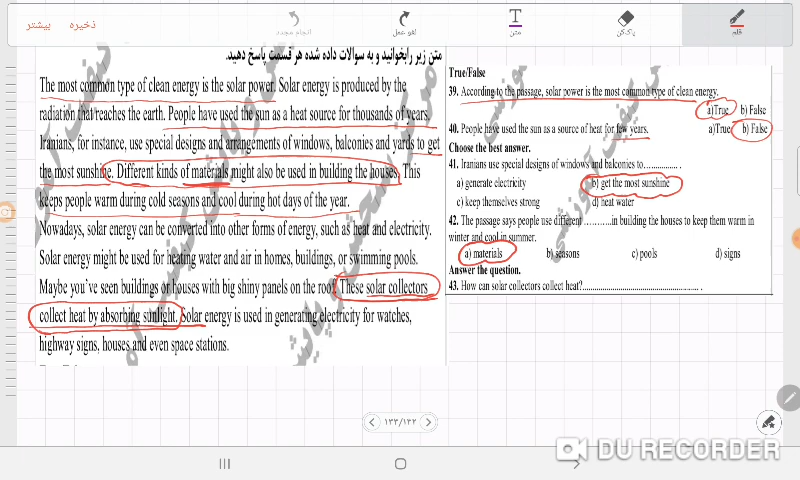 ذخیره
بیشتر
انجام مجدد
لغو عمل
متن
پاک‌کن
قلم
متن زیر را بخوانید و به سوالات داده شده هر قسمت پاسخ دهید.
The most common type of clean energy is the solar power. Solar energy is produced by the
radiation that reaches the earth. People have used the sun as a heat source for thousands of years.
Iranians, for instance, use special designs and arrangements of windows, balconies and yards to get
the most sunshine. Different kinds of materials might also be used in building the houses. This
keeps people warm during cold seasons and cool during hot days of the year.
Nowadays, solar energy can be converted into other forms of energy, such as heat and electricity.
Solar energy might be used for heating water and air in homes, buildings, or swimming pools.
Maybe you've seen buildings or houses with big shiny panels on the roof. These solar collectors
collect heat by absorbing sunlight. Solar energy is used in generating electricity for watches,
highway signs, houses and even space stations.
True/False
39. According to the passage, solar power is the most common type of clean energy.
a)True b) False
40. People have used the sun as a source of heat for few years. a)True b) False
Choose the best answer.
41. Iranians use special designs of windows and balconies to............... .
a) generate electricity b) get the most sunshine
c) keep themselves strong d) heat water
42. The passage says people use different ………..in building the houses to keep them warm in
winter and cool in summer.
a) materials b) seasons c) pools d) signs
Answer the question.
43. How can solar collectors collect heat?........................................................ .
۱۳۳/۱۳۲
DU RECORDER